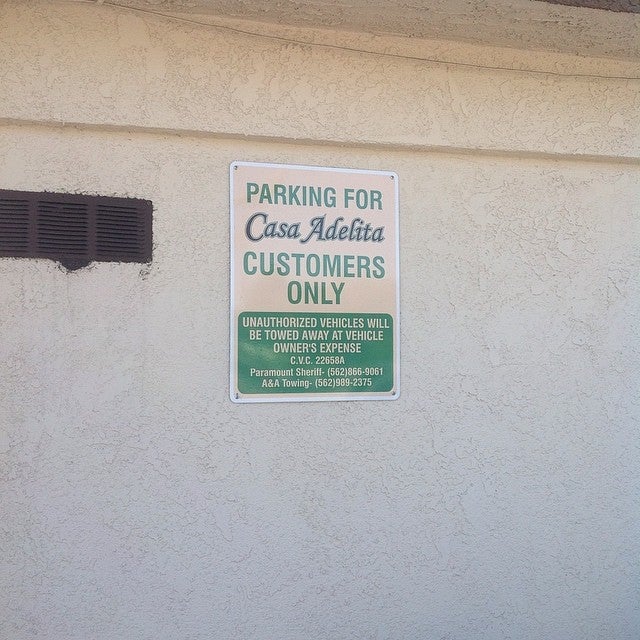 PARKING FOR
Casa Adelita
CUSTOMERS
ONLY
UNAUTHORIZED VEHICLES WILL
BE TOWED AWAY AT VEHICLE
OWNER'S EXPENSE
C.V.C. 22658A
Paramount Sheriff- (562)866-9061
A&A Towing- (562)989-2375